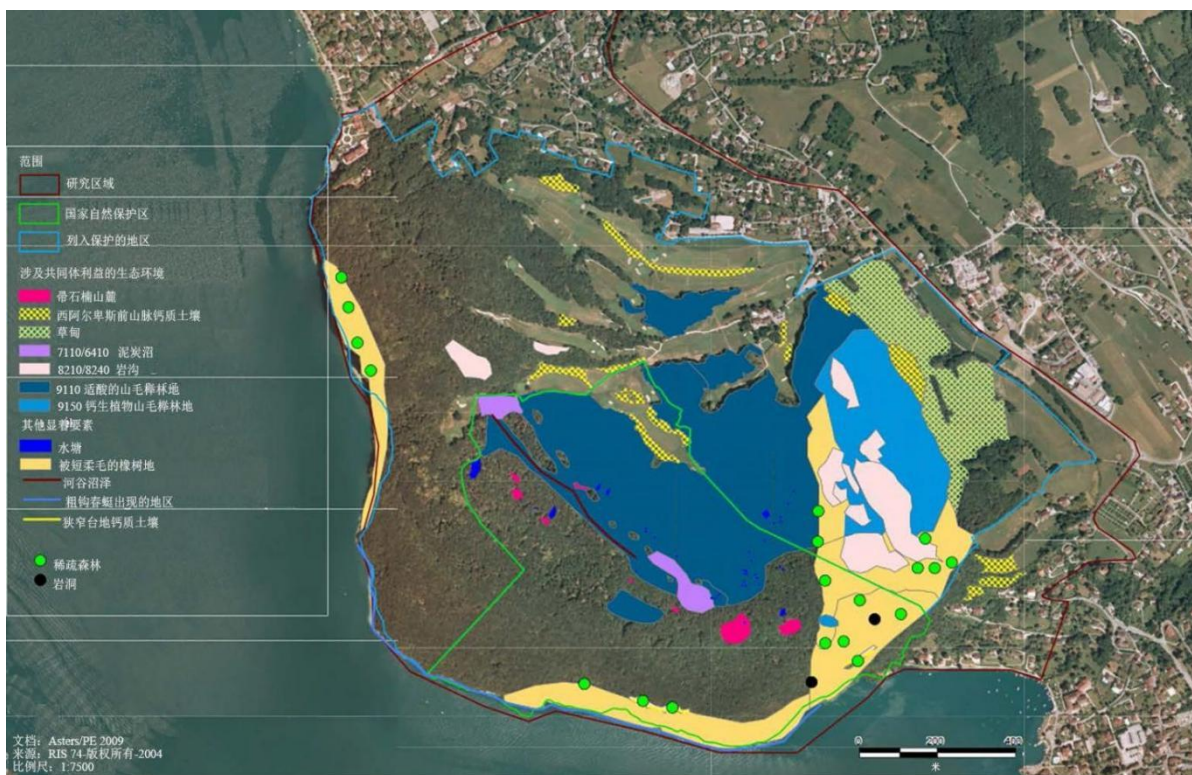 范围
研究区域
国家自然保护区
列入保护的地区
涉及共同体利益的生态环境
带石楠山麓
西阿尔卑斯前山脉钙质土壤
草甸
7110/6410 泥炭沼
8210/8240 岩沟
9110 适酸的山毛榉林地
9150 钙生植物山毛榉林地
其他显着要素
水塘
被短柔毛的橡树地
河谷沼泽
粗钩春蜓出现的地区
狭窄台地钙质土壤
稀疏森林
岩洞
文档：Asters/PE 2009
来源：RIS 74-版权所有-2004
比例尺：1:7500
0 200 400
米